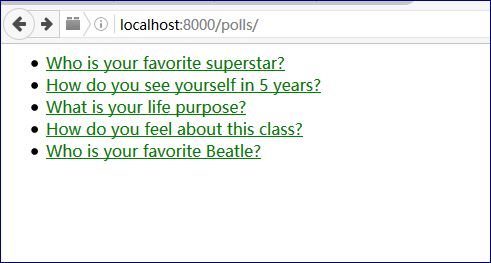 localhost:8000/polls/
Who is your favorite superstar?
How do you see yourself in 5 years?
What is your life purpose?
How do you feel about this class?
Who is your favorite Beatle?